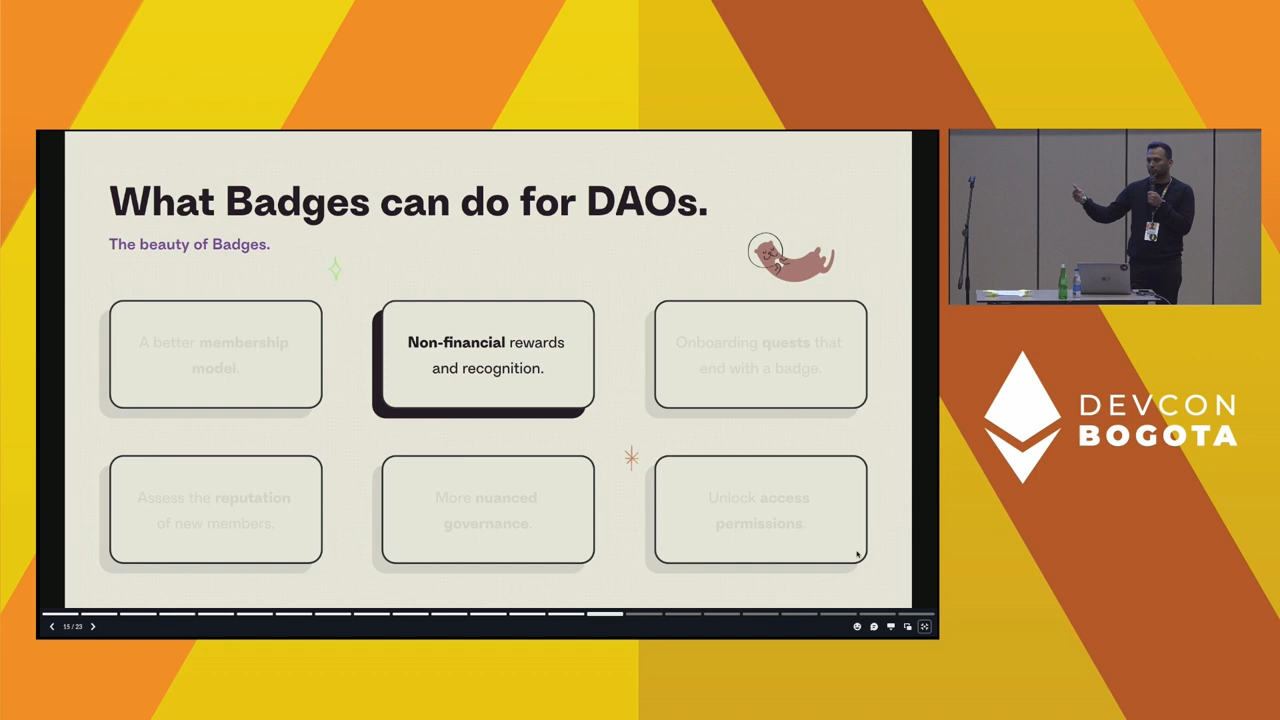 What Badges can do for DAOs.
The beauty of Badges.
A better membership
model.
Non-financial rewards
and recognition.
Onboarding quests that
end with a badge.
Assess the reputation
of new members.
More nuanced
governance.
Unlock access
permissions.
15 / 23
DEVCON
BOGOTA